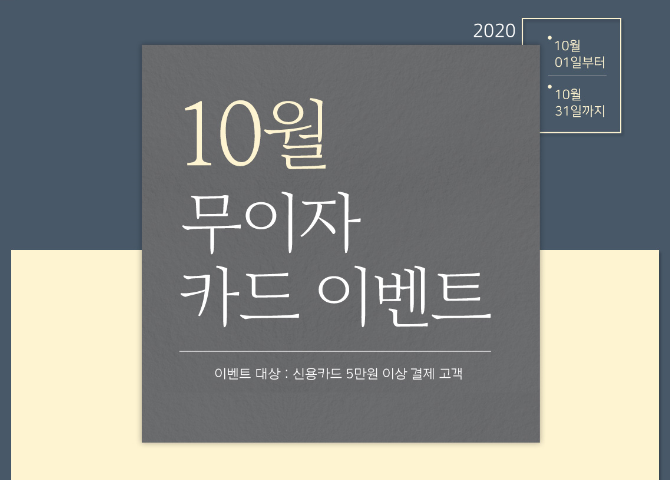 2020
10월
01일부터
10월
31일까지
10월
무이자
카드 이벤트
이벤트 대상 : 신용카드 5만원 이상 결제 고객